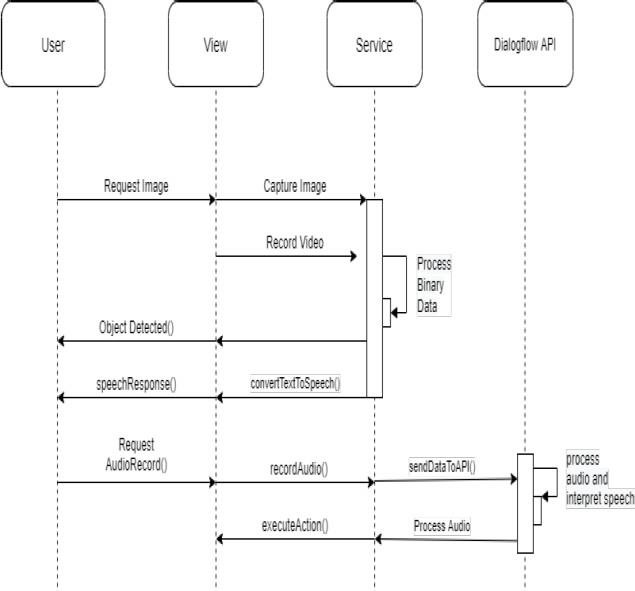 User
View
Service
Dialogflow API
Request Image
Capture Image
Record Video
Process
Binary
Data
Object Detected()
speechResponse()
convertTextToSpeech()
Request
AudioRecord()
recordAudio()
sendDataToAPI()
process
audio and
interpret speech
executeAction()
Process Audio